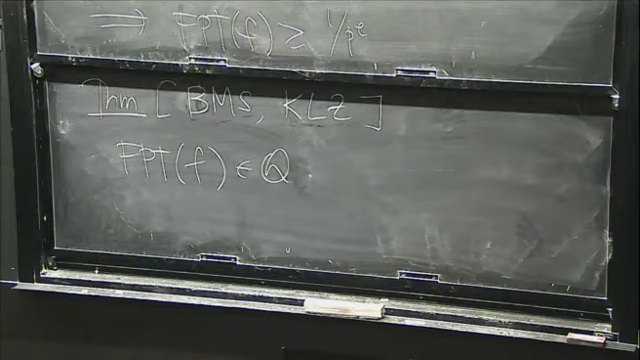 ⟹ FPT(f) ≥ 1/p^e
Thm [BMS, KLZ]
FPT(f) ∈ Q